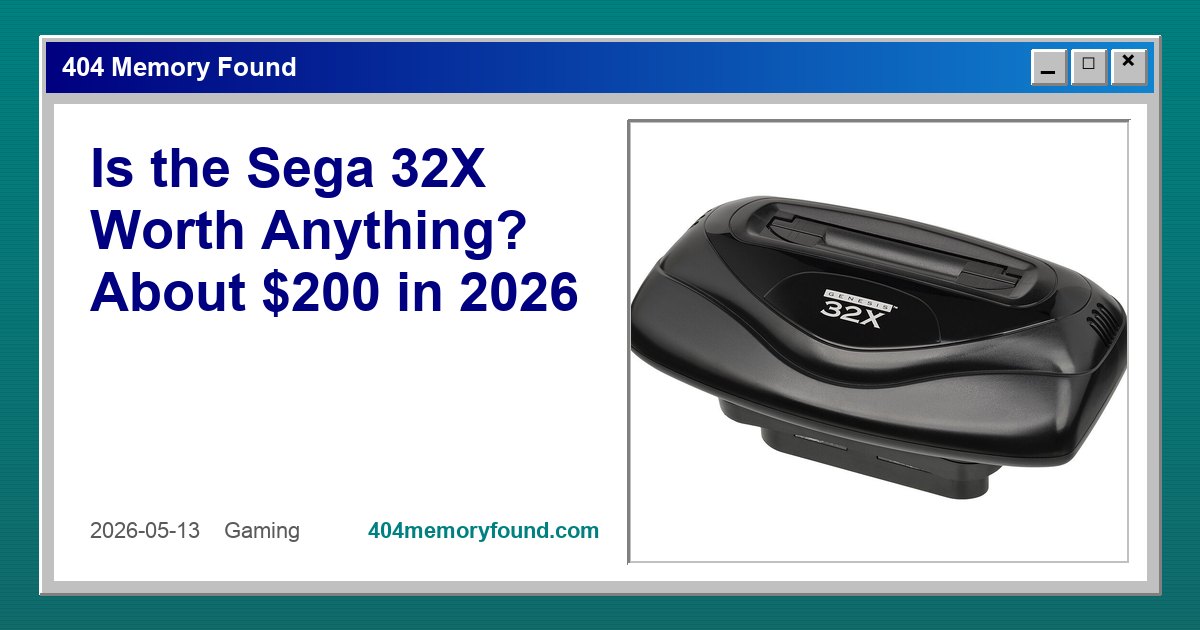 404 Memory Found
Is the Sega 32X
Worth Anything?
About $200 in 2026
GENESIS™
32X
2026-05-13 Gaming 404memoryfound.com